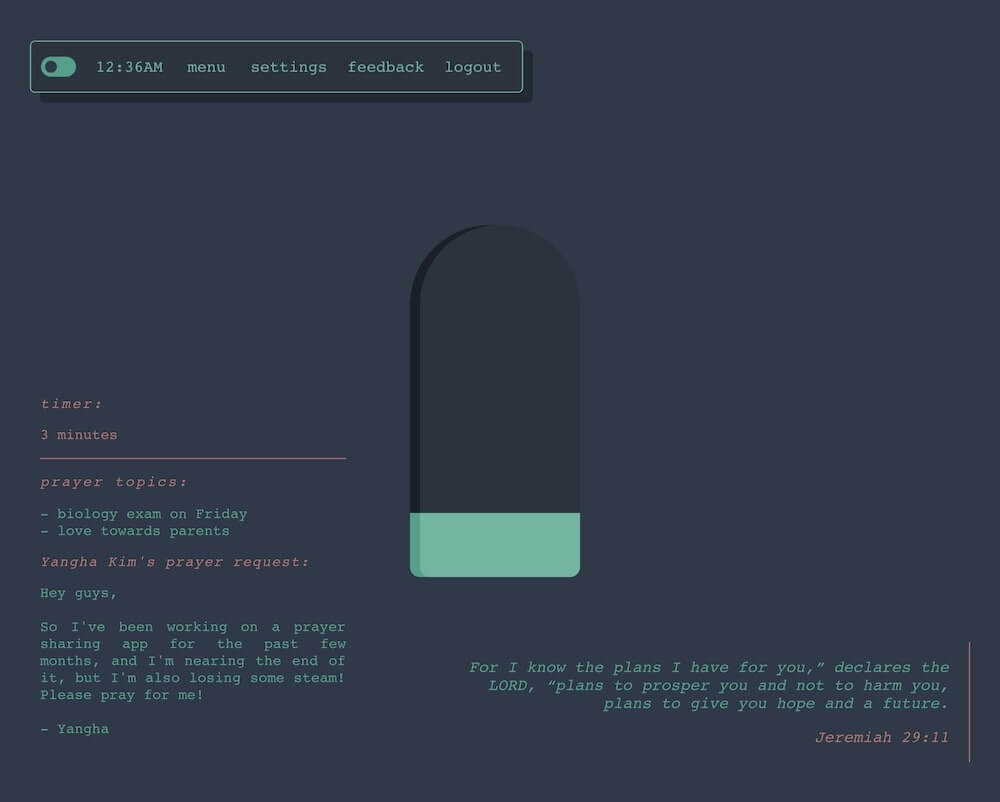 12:36AM menu settings feedback logout
timer:
3 minutes
prayer topics:
- biology exam on Friday
- love towards parents
Yangha Kim's prayer request:
Hey guys,
So I've been working on a prayer
sharing app for the past few
months, and I'm nearing the end of
it, but I'm also losing some steam!
Please pray for me!
- Yangha
For I know the plans I have for you,” declares the
LORD, “plans to prosper you and not to harm you,
plans to give you hope and a future.
Jeremiah 29:11